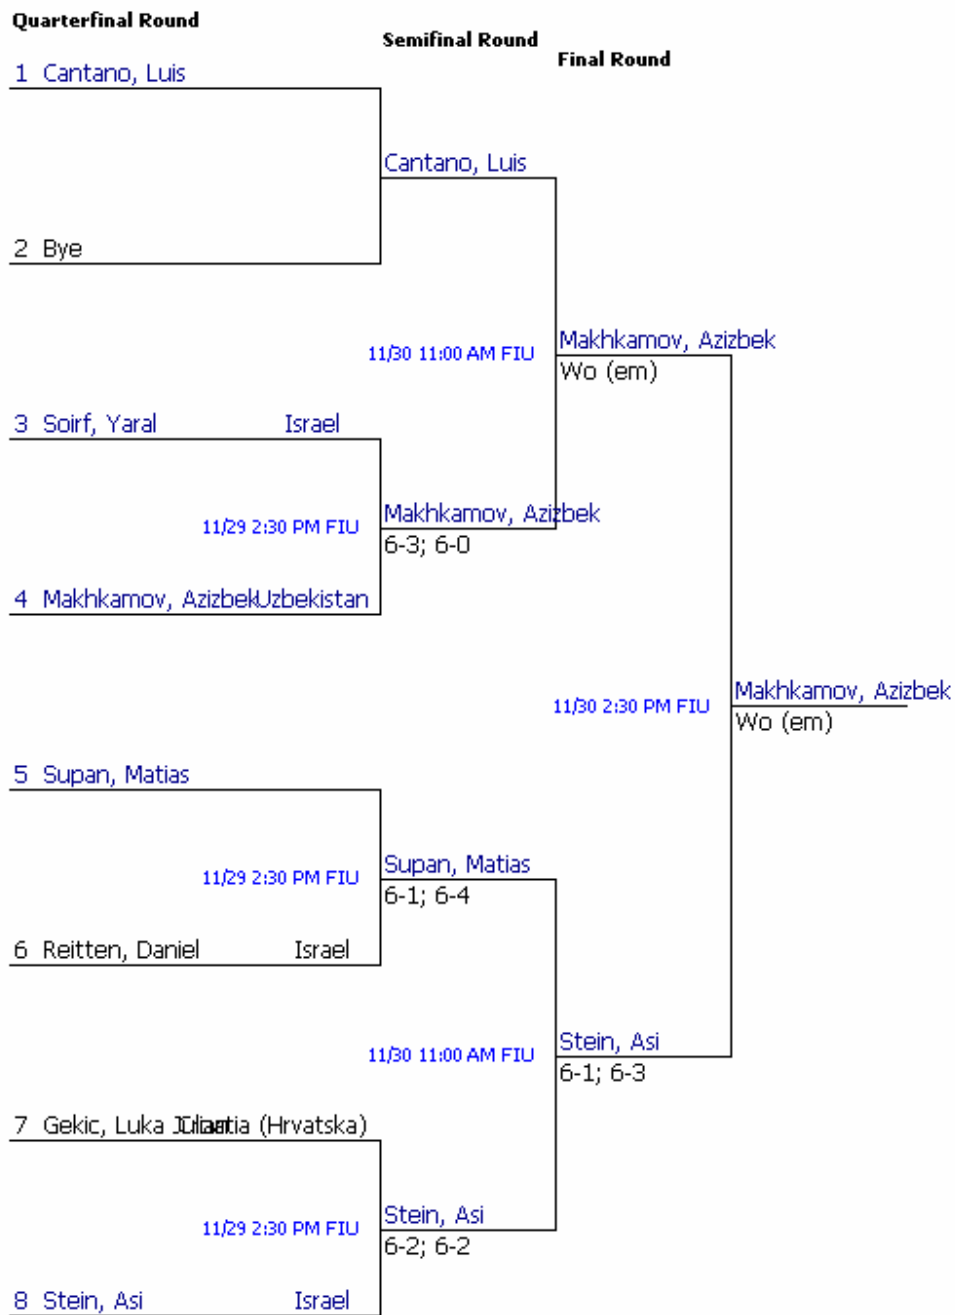 Quarterfinal Round
Semifinal Round
Final Round
1 Cantano, Luis
Cantano, Luis
2 Bye
Makhkamov, Azizbek
11/30 11:00 AM FIU
Wo (em)
3 Soirf, Yaral Israel
Makhkamov, Azizbek
11/29 2:30 PM FIU
6-3; 6-0
4 Makhkamov, Azizbek Uzbekistan
Makhkamov, Azizbek
11/30 2:30 PM FIU
Wo (em)
5 Supan, Matias
Supan, Matias
11/29 2:30 PM FIU
6-1; 6-4
6 Reitten, Daniel Israel
Stein, Asi
11/30 11:00 AM FIU
6-1; 6-3
7 Gekic, Luka (Hrvatska)
Stein, Asi
11/29 2:30 PM FIU
6-2; 6-2
8 Stein, Asi Israel